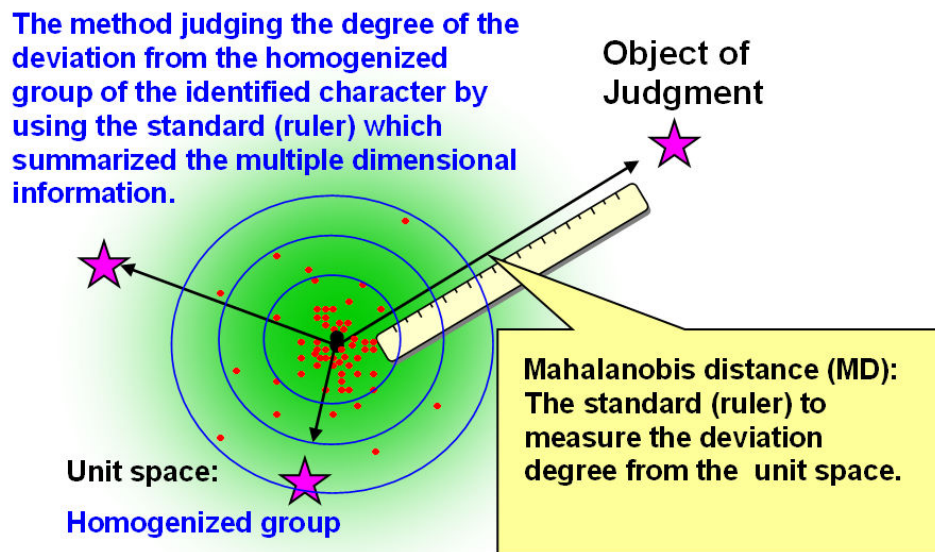 The method judging the degree of the
deviation from the homogenized
group of the identified character by
using the standard (ruler) which
summarized the multiple dimensional
information.
Object of
Judgment
Mahalanobis distance (MD):
The standard (ruler) to
measure the deviation
degree from the unit space.
Unit space:
Homogenized group